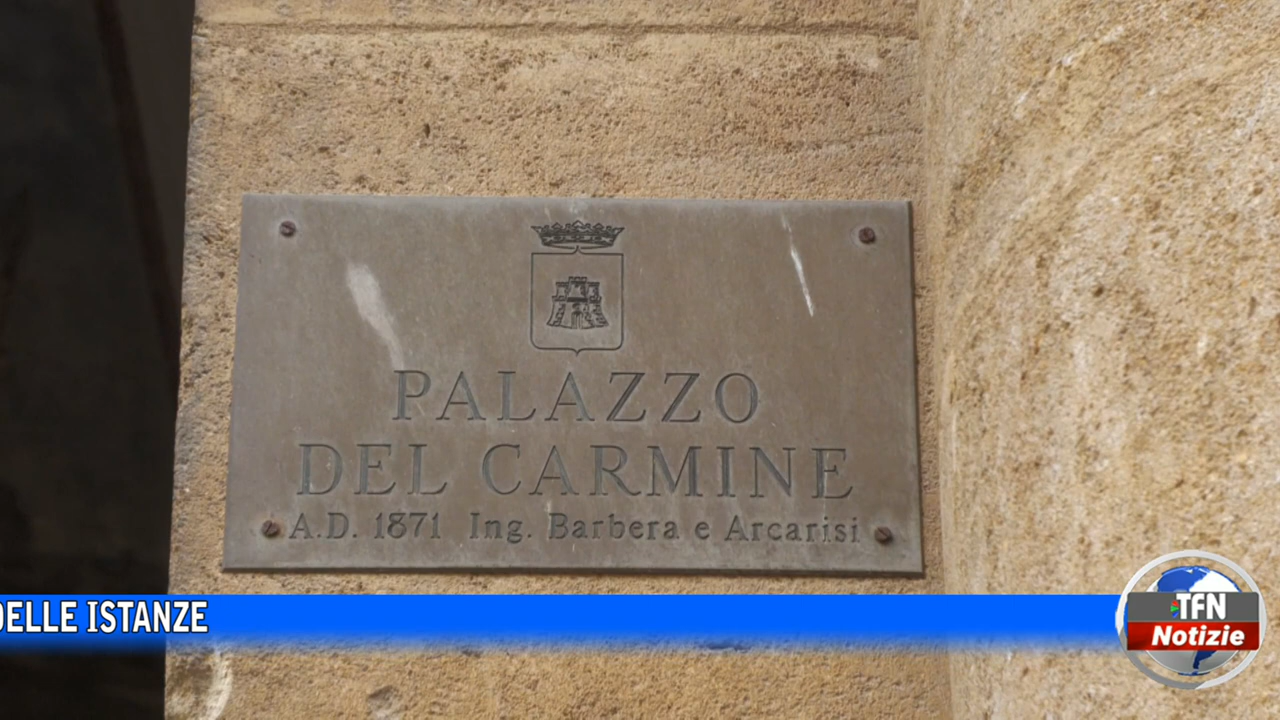 PALAZZO
DEL CARMINE
A.D. 1871 Ing. Barbera e Arcarisi
DELLE ISTANZE
TFN
Notizie